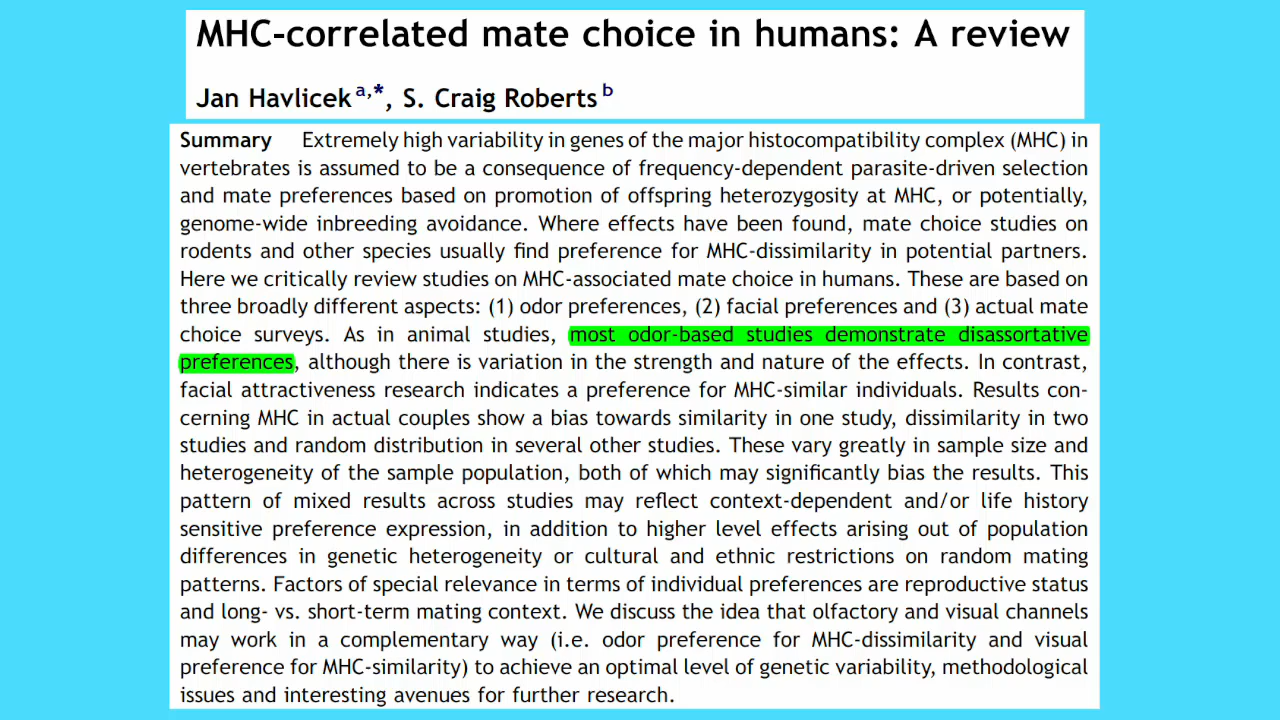 MHC-correlated mate choice in humans: A review
Jan Havlicek a,*, S. Craig Roberts b
Summary Extremely high variability in genes of the major histocompatibility complex (MHC) in
vertebrates is assumed to be a consequence of frequency-dependent parasite-driven selection
and mate preferences based on promotion of offspring heterozygosity at MHC, or potentially,
genome-wide inbreeding avoidance. Where effects have been found, mate choice studies on
rodents and other species usually find preference for MHC-dissimilarity in potential partners.
Here we critically review studies on MHC-associated mate choice in humans. These are based on
three broadly different aspects: (1) odor preferences, (2) facial preferences and (3) actual mate
choice surveys. As in animal studies, most odor-based studies demonstrate disassortative
preferences, although there is variation in the strength and nature of the effects. In contrast,
facial attractiveness research indicates a preference for MHC-similar individuals. Results con-
cerning MHC in actual couples show a bias towards similarity in one study, dissimilarity in two
studies and random distribution in several other studies. These vary greatly in sample size and
heterogeneity of the sample population, both of which may significantly bias the results. This
pattern of mixed results across studies may reflect context-dependent and/or life history
sensitive preference expression, in addition to higher level effects arising out of population
differences in genetic heterogeneity or cultural and ethnic restrictions on random mating
patterns. Factors of special relevance in terms of individual preferences are reproductive status
and long- vs. short-term mating context. We discuss the idea that olfactory and visual channels
may work in a complementary way (i.e. odor preference for MHC-dissimilarity and visual
preference for MHC-similarity) to achieve an optimal level of genetic variability, methodological
issues and interesting avenues for further research.